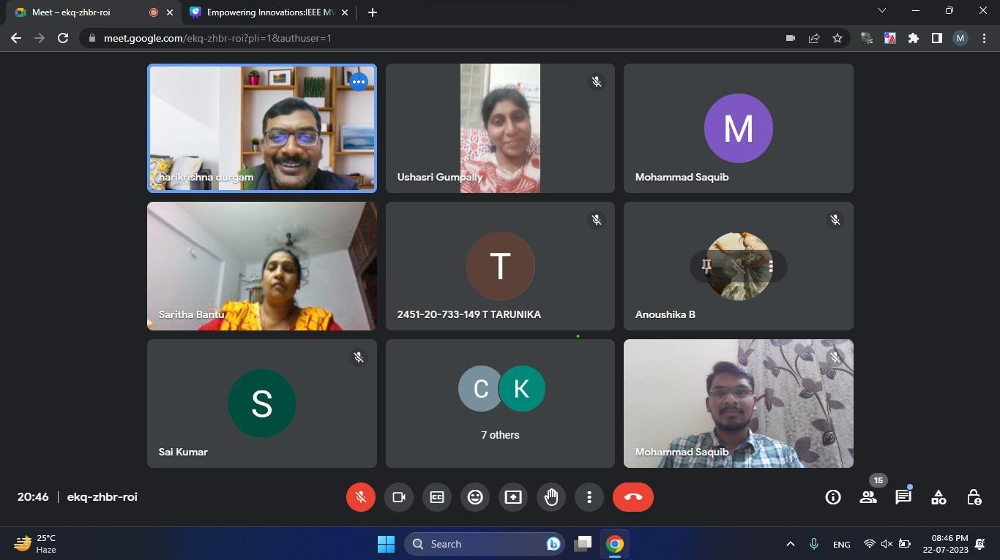 Meet – ekq-zhbr-roi
Empowering Innovations:IEEE MV
meet.google.com/ekq-zhbr-roi?pli=1&authuser=1
M
harikrishna durgam
Ushasri Gumpally
M
Mohammad Saquib
Saritha Bantu
T
2451-20-733-149 T TARUNIKA
Anoushika B
S
Sai Kumar
C K
7 others
Mohammad Saquib
20:46 | ekq-zhbr-roi
15
25°C
Haze
Search
ENG
08:46 PM
22-07-2023